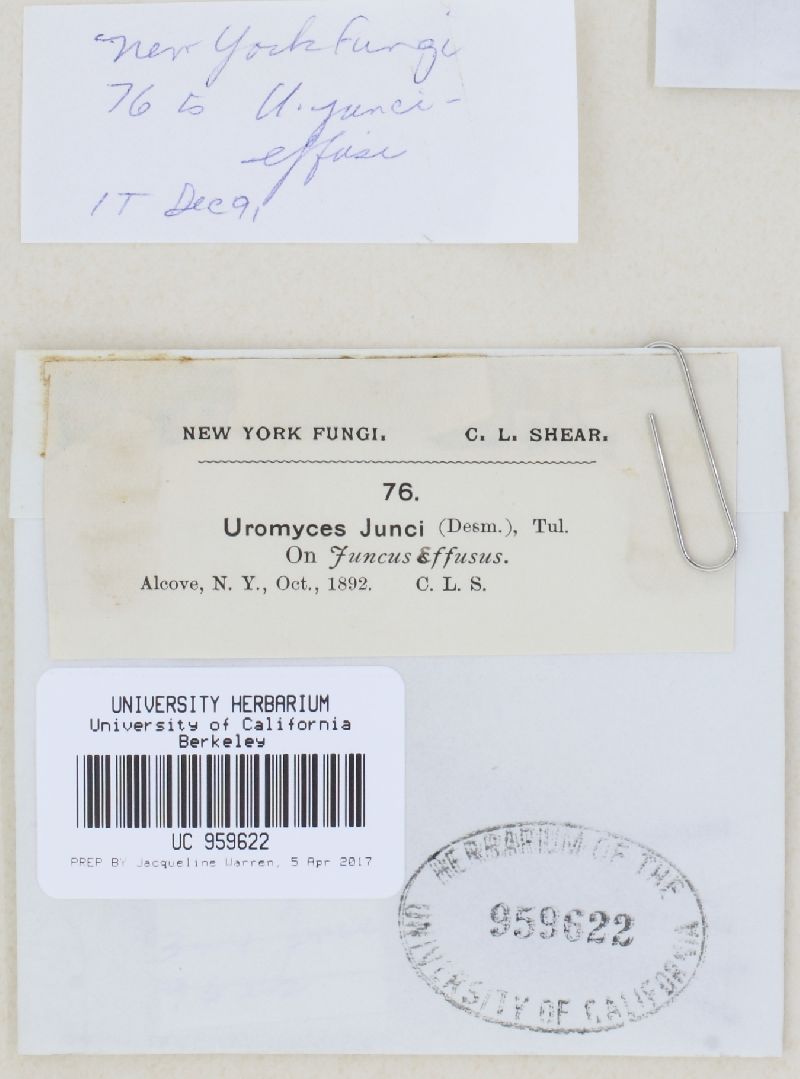 "New York Fungi
76 is U. junci-
effusi
IT Dec 9,
NEW YORK FUNGI. C. L. SHEAR.
76.
Uromyces Junci (Desm.), Tul.
On Juncus Effusus.
Alcove, N. Y., Oct., 1892. C. L. S.
UNIVERSITY HERBARIUM
University of California
Berkeley
UC 959622
PREP BY Jacqueline Warren, 5 Apr 2017
HERBARIUM OF THE
959622
UNIVERSITY OF CALIFORNIA